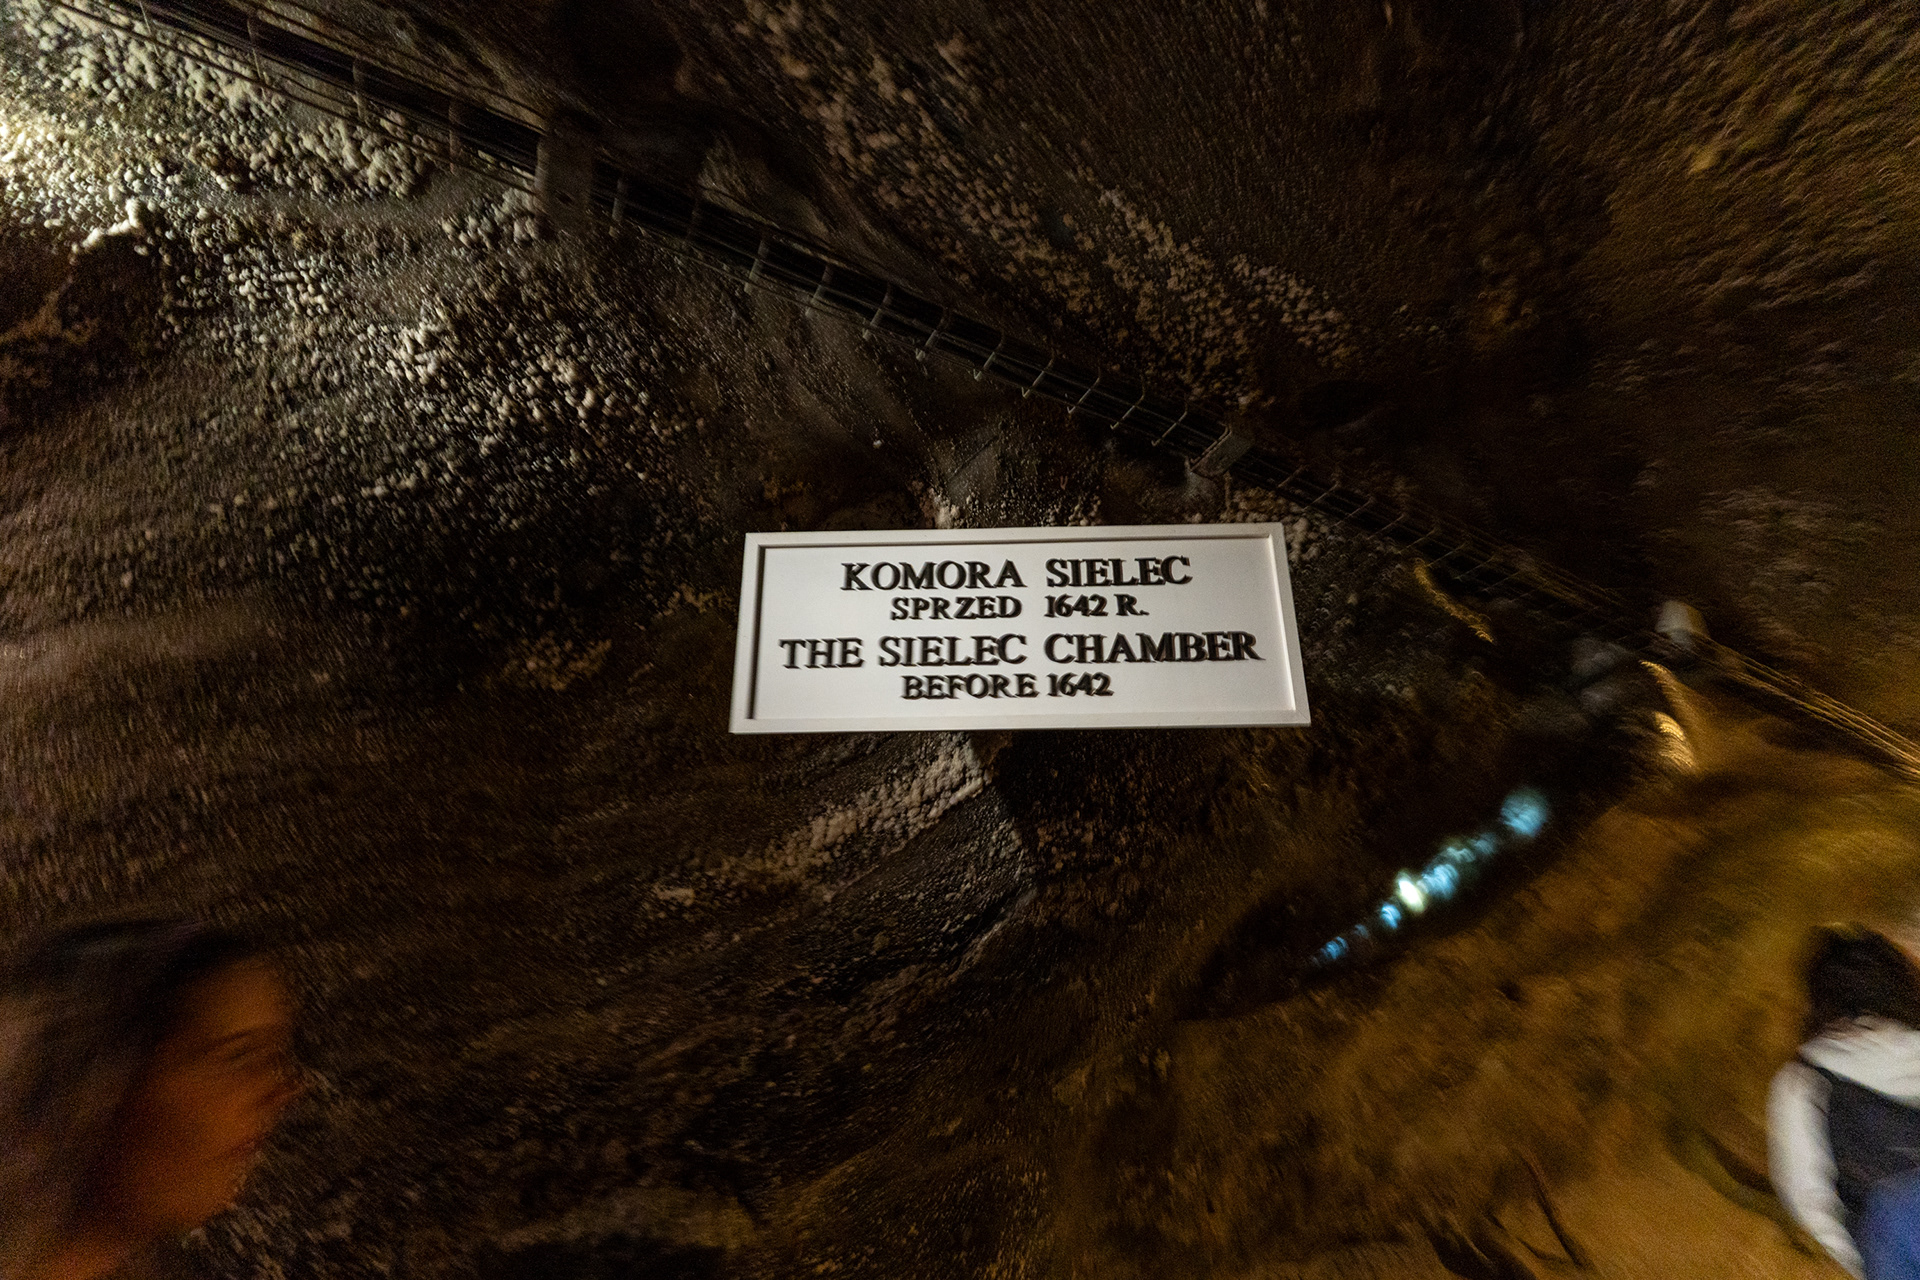 KOMORA SIELEC
SPRZED 1642 R.
THE SIELEC CHAMBER
BEFORE 1642